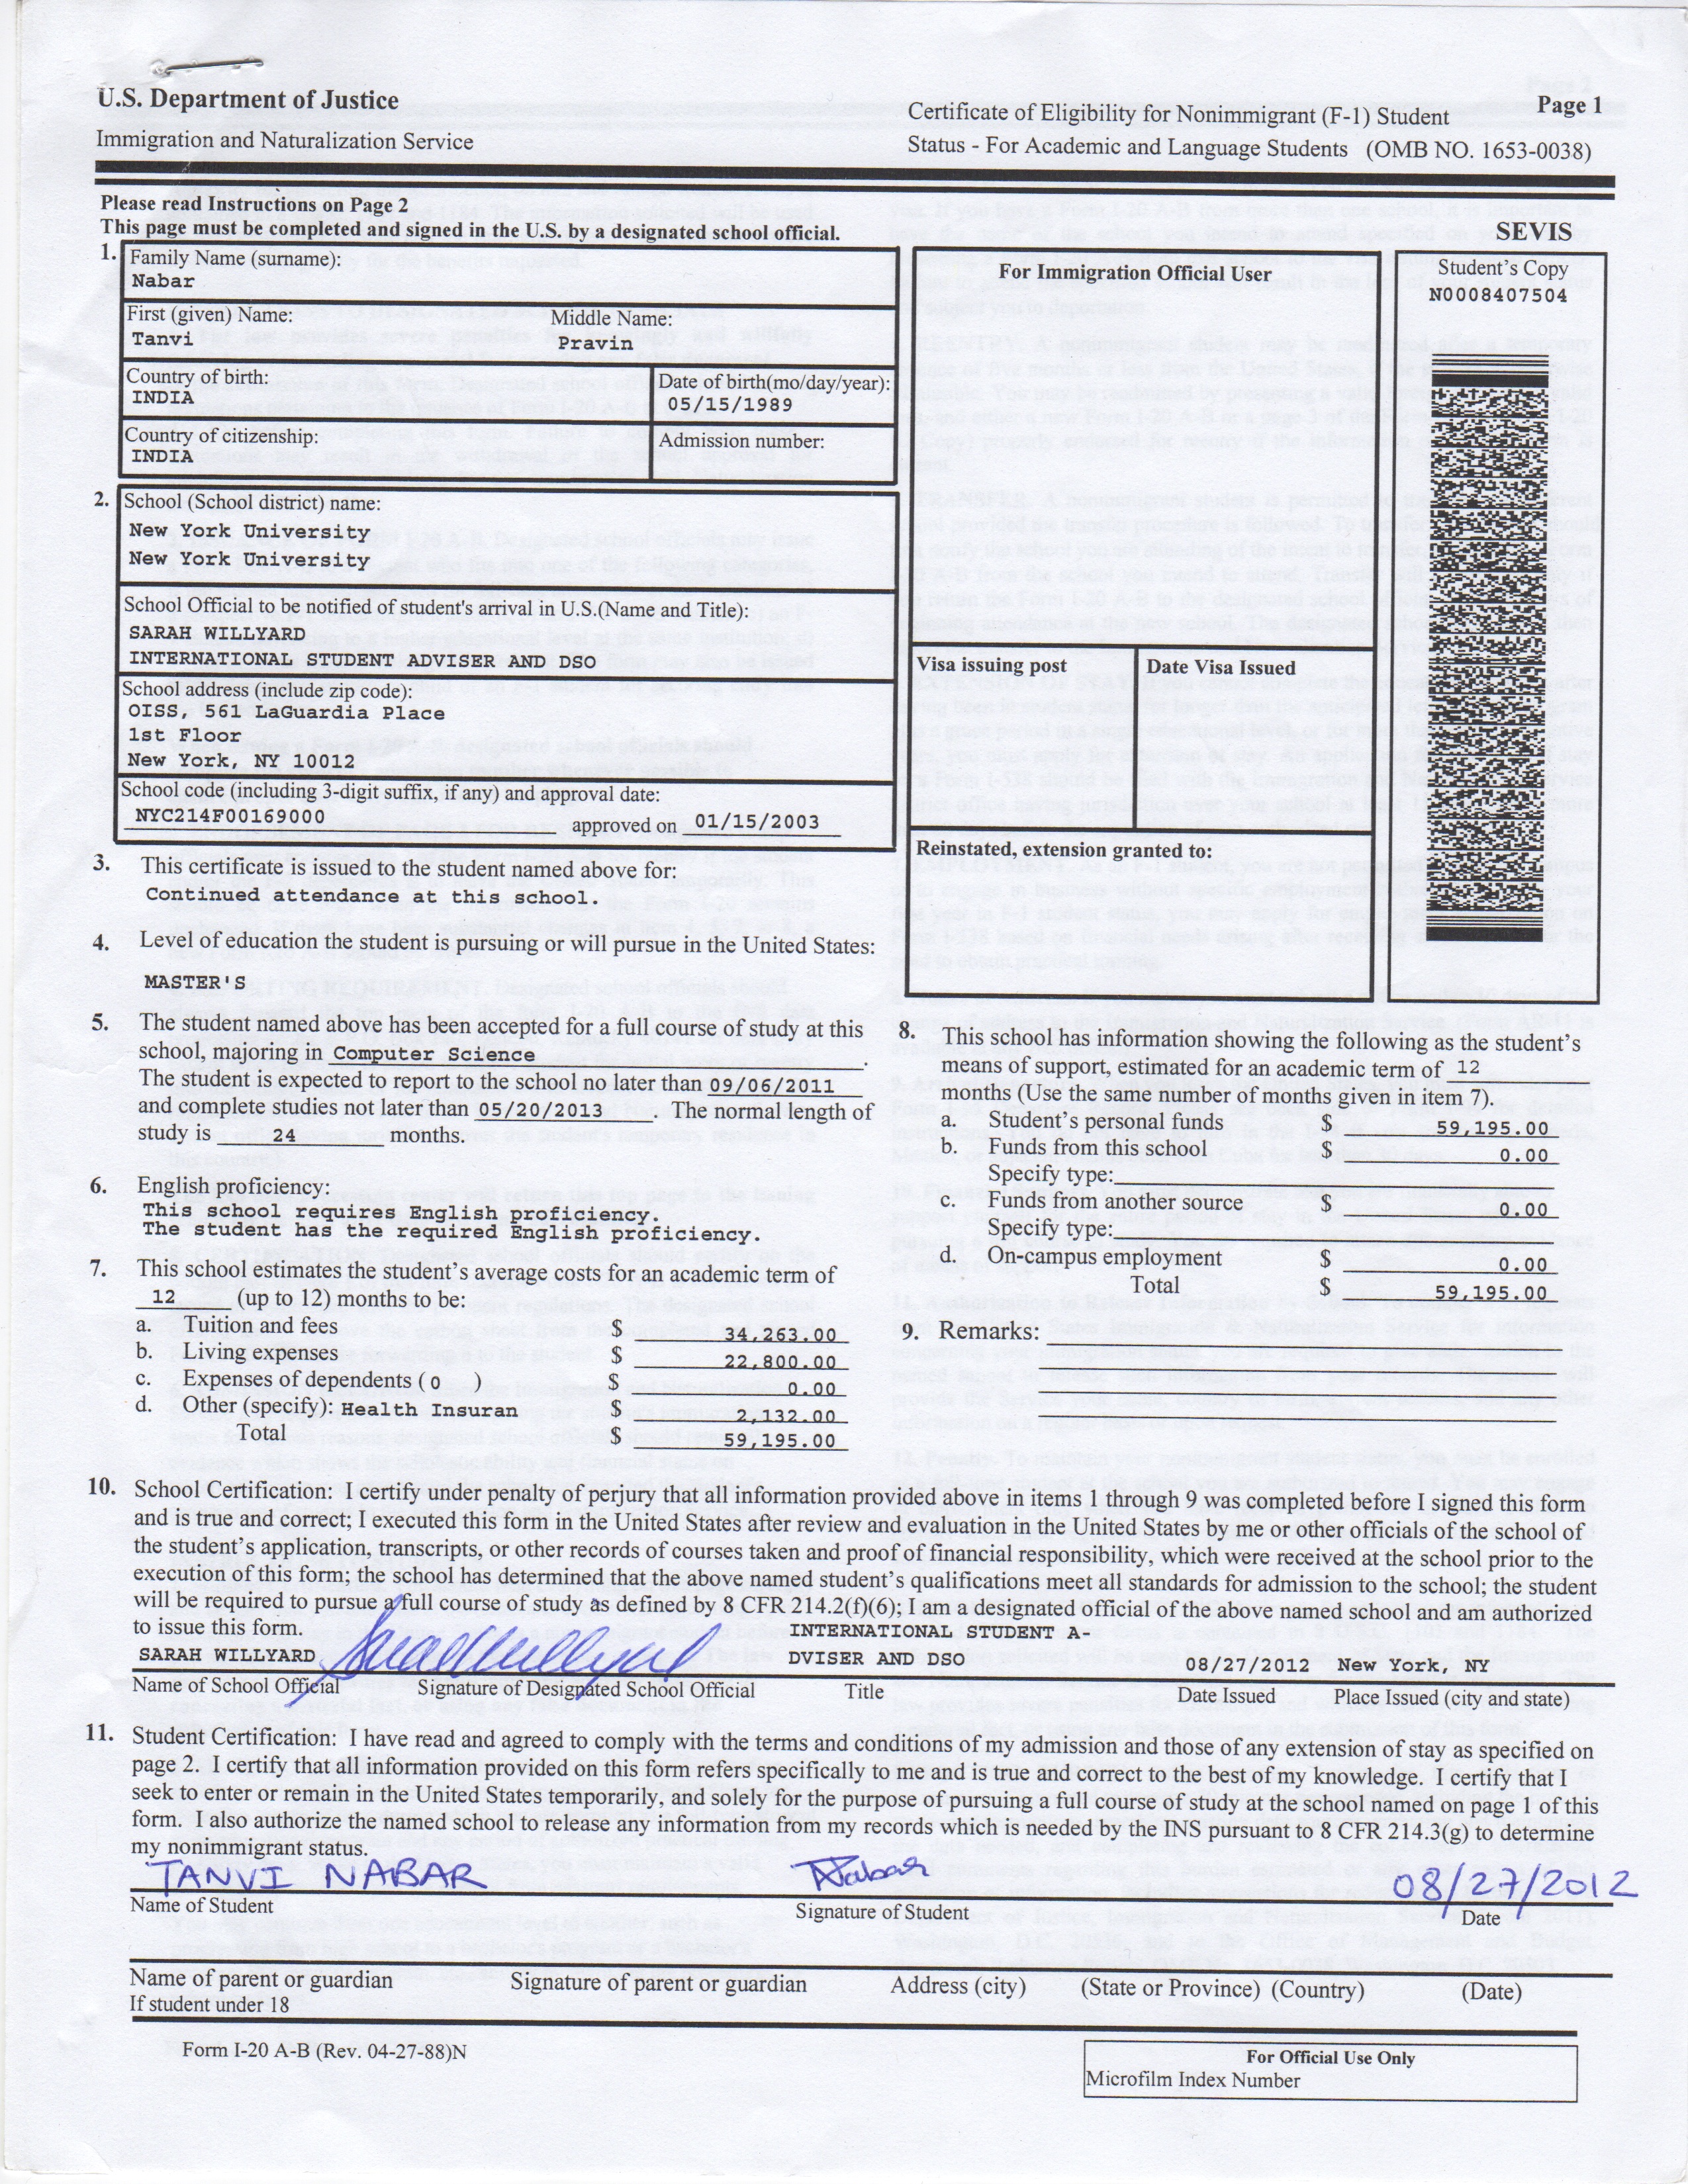 U.S. Department of Justice
Immigration and Naturalization Service
Certificate of Eligibility for Nonimmigrant (F-1) Student
Status - For Academic and Language Students (OMB NO. 1653-0038)
Page 1
Please read Instructions on Page 2
This page must be completed and signed in the U.S. by a designated school official.
SEVIS
1.
Family Name (surname):
Nabar
First (given) Name:
Middle Name:
Tanvi
Pravin
Country of birth:
Date of birth(mo/day/year):
INDIA
05/15/1989
Country of citizenship:
Admission number:
INDIA
2.
School (School district) name:
New York University
New York University
School Official to be notified of student's arrival in U.S.(Name and Title):
SARAH WILLYARD
INTERNATIONAL STUDENT ADVISER AND DSO
School address (include zip code):
OISS, 561 LaGuardia Place
1st Floor
New York, NY 10012
School code (including 3-digit suffix, if any) and approval date:
NYC214F00169000 approved on 01/15/2003
For Immigration Official User
Visa issuing post
Date Visa Issued
Reinstated, extension granted to:
Student's Copy
N0008407504
3. This certificate is issued to the student named above for:
Continued attendance at this school.
4. Level of education the student is pursuing or will pursue in the United States:
MASTER'S
5. The student named above has been accepted for a full course of study at this
school, majoring in Computer Science .
The student is expected to report to the school no later than 09/06/2011
and complete studies not later than 05/20/2013 . The normal length of
study is 24 months.
6. English proficiency:
This school requires English proficiency.
The student has the required English proficiency.
7. This school estimates the student's average costs for an academic term of
12 (up to 12) months to be:
a. Tuition and fees $ 34,263.00
b. Living expenses $ 22,800.00
c. Expenses of dependents (0 ) $ 0.00
d. Other (specify): Health Insuran $ 2,132.00
Total $ 59,195.00
8. This school has information showing the following as the student's
means of support, estimated for an academic term of 12
months (Use the same number of months given in item 7).
a. Student's personal funds $ 59,195.00
b. Funds from this school $ 0.00
Specify type:
c. Funds from another source $ 0.00
Specify type:
d. On-campus employment $ 0.00
Total $ 59,195.00
9. Remarks:
10. School Certification: I certify under penalty of perjury that all information provided above in items 1 through 9 was completed before I signed this form
and is true and correct; I executed this form in the United States after review and evaluation in the United States by me or other officials of the school of
the student's application, transcripts, or other records of courses taken and proof of financial responsibility, which were received at the school prior to the
execution of this form; the school has determined that the above named student's qualifications meet all standards for admission to the school; the student
will be required to pursue a full course of study as defined by 8 CFR 214.2(f)(6); I am a designated official of the above named school and am authorized
to issue this form.
INTERNATIONAL STUDENT A-
SARAH WILLYARD Sarah Willyard DVISER AND DSO 08/27/2012 New York, NY
Name of School Official Signature of Designated School Official Title Date Issued Place Issued (city and state)
11. Student Certification: I have read and agreed to comply with the terms and conditions of my admission and those of any extension of stay as specified on
page 2. I certify that all information provided on this form refers specifically to me and is true and correct to the best of my knowledge. I certify that I
seek to enter or remain in the United States temporarily, and solely for the purpose of pursuing a full course of study at the school named on page 1 of this
form. I also authorize the named school to release any information from my records which is needed by the INS pursuant to 8 CFR 214.3(g) to determine
my nonimmigrant status.
TANVI NABAR TNabar 08/27/2012
Name of Student Signature of Student Date
Name of parent or guardian Signature of parent or guardian Address (city) (State or Province) (Country) (Date)
If student under 18
Form I-20 A-B (Rev. 04-27-88)N
For Official Use Only
Microfilm Index Number